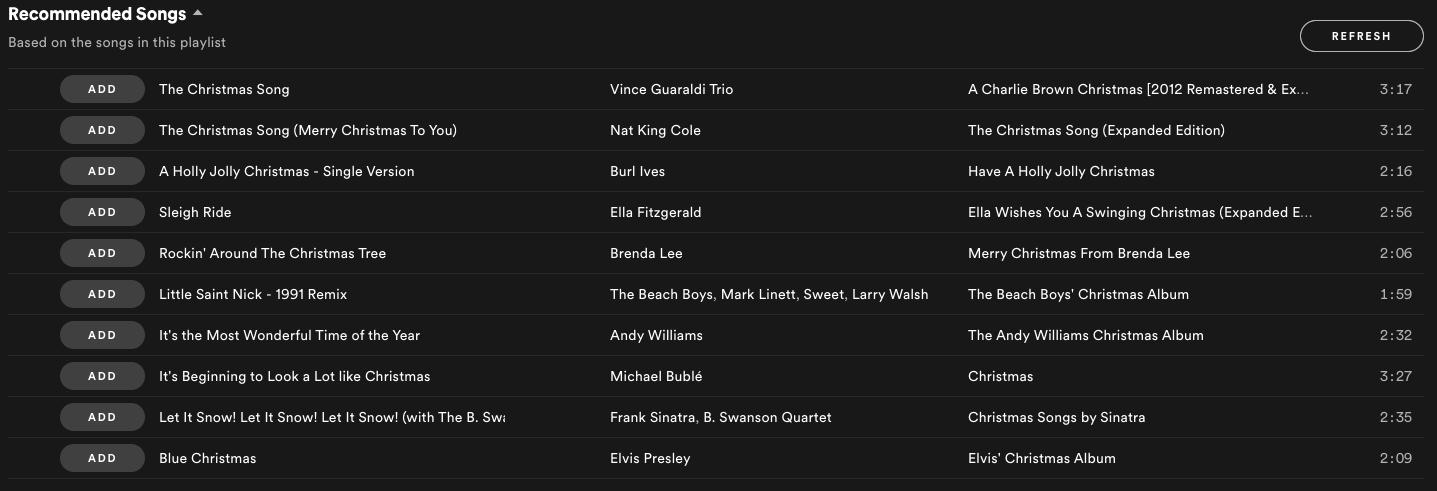 Recommended Songs
Based on the songs in this playlist
REFRESH
ADD The Christmas Song Vince Guaraldi Trio A Charlie Brown Christmas [2012 Remastered & Ex... 3:17
ADD The Christmas Song (Merry Christmas To You) Nat King Cole The Christmas Song (Expanded Edition) 3:12
ADD A Holly Jolly Christmas - Single Version Burl Ives Have A Holly Jolly Christmas 2:16
ADD Sleigh Ride Ella Fitzgerald Ella Wishes You A Swinging Christmas (Expanded E... 2:56
ADD Rockin' Around The Christmas Tree Brenda Lee Merry Christmas From Brenda Lee 2:06
ADD Little Saint Nick - 1991 Remix The Beach Boys, Mark Linett, Sweet, Larry Walsh The Beach Boys' Christmas Album 1:59
ADD It's the Most Wonderful Time of the Year Andy Williams The Andy Williams Christmas Album 2:32
ADD It's Beginning to Look a Lot like Christmas Michael Bublé Christmas 3:27
ADD Let It Snow! Let It Snow! Let It Snow! (with The B. Swa Frank Sinatra, B. Swanson Quartet Christmas Songs by Sinatra 2:35
ADD Blue Christmas Elvis Presley Elvis' Christmas Album 2:09